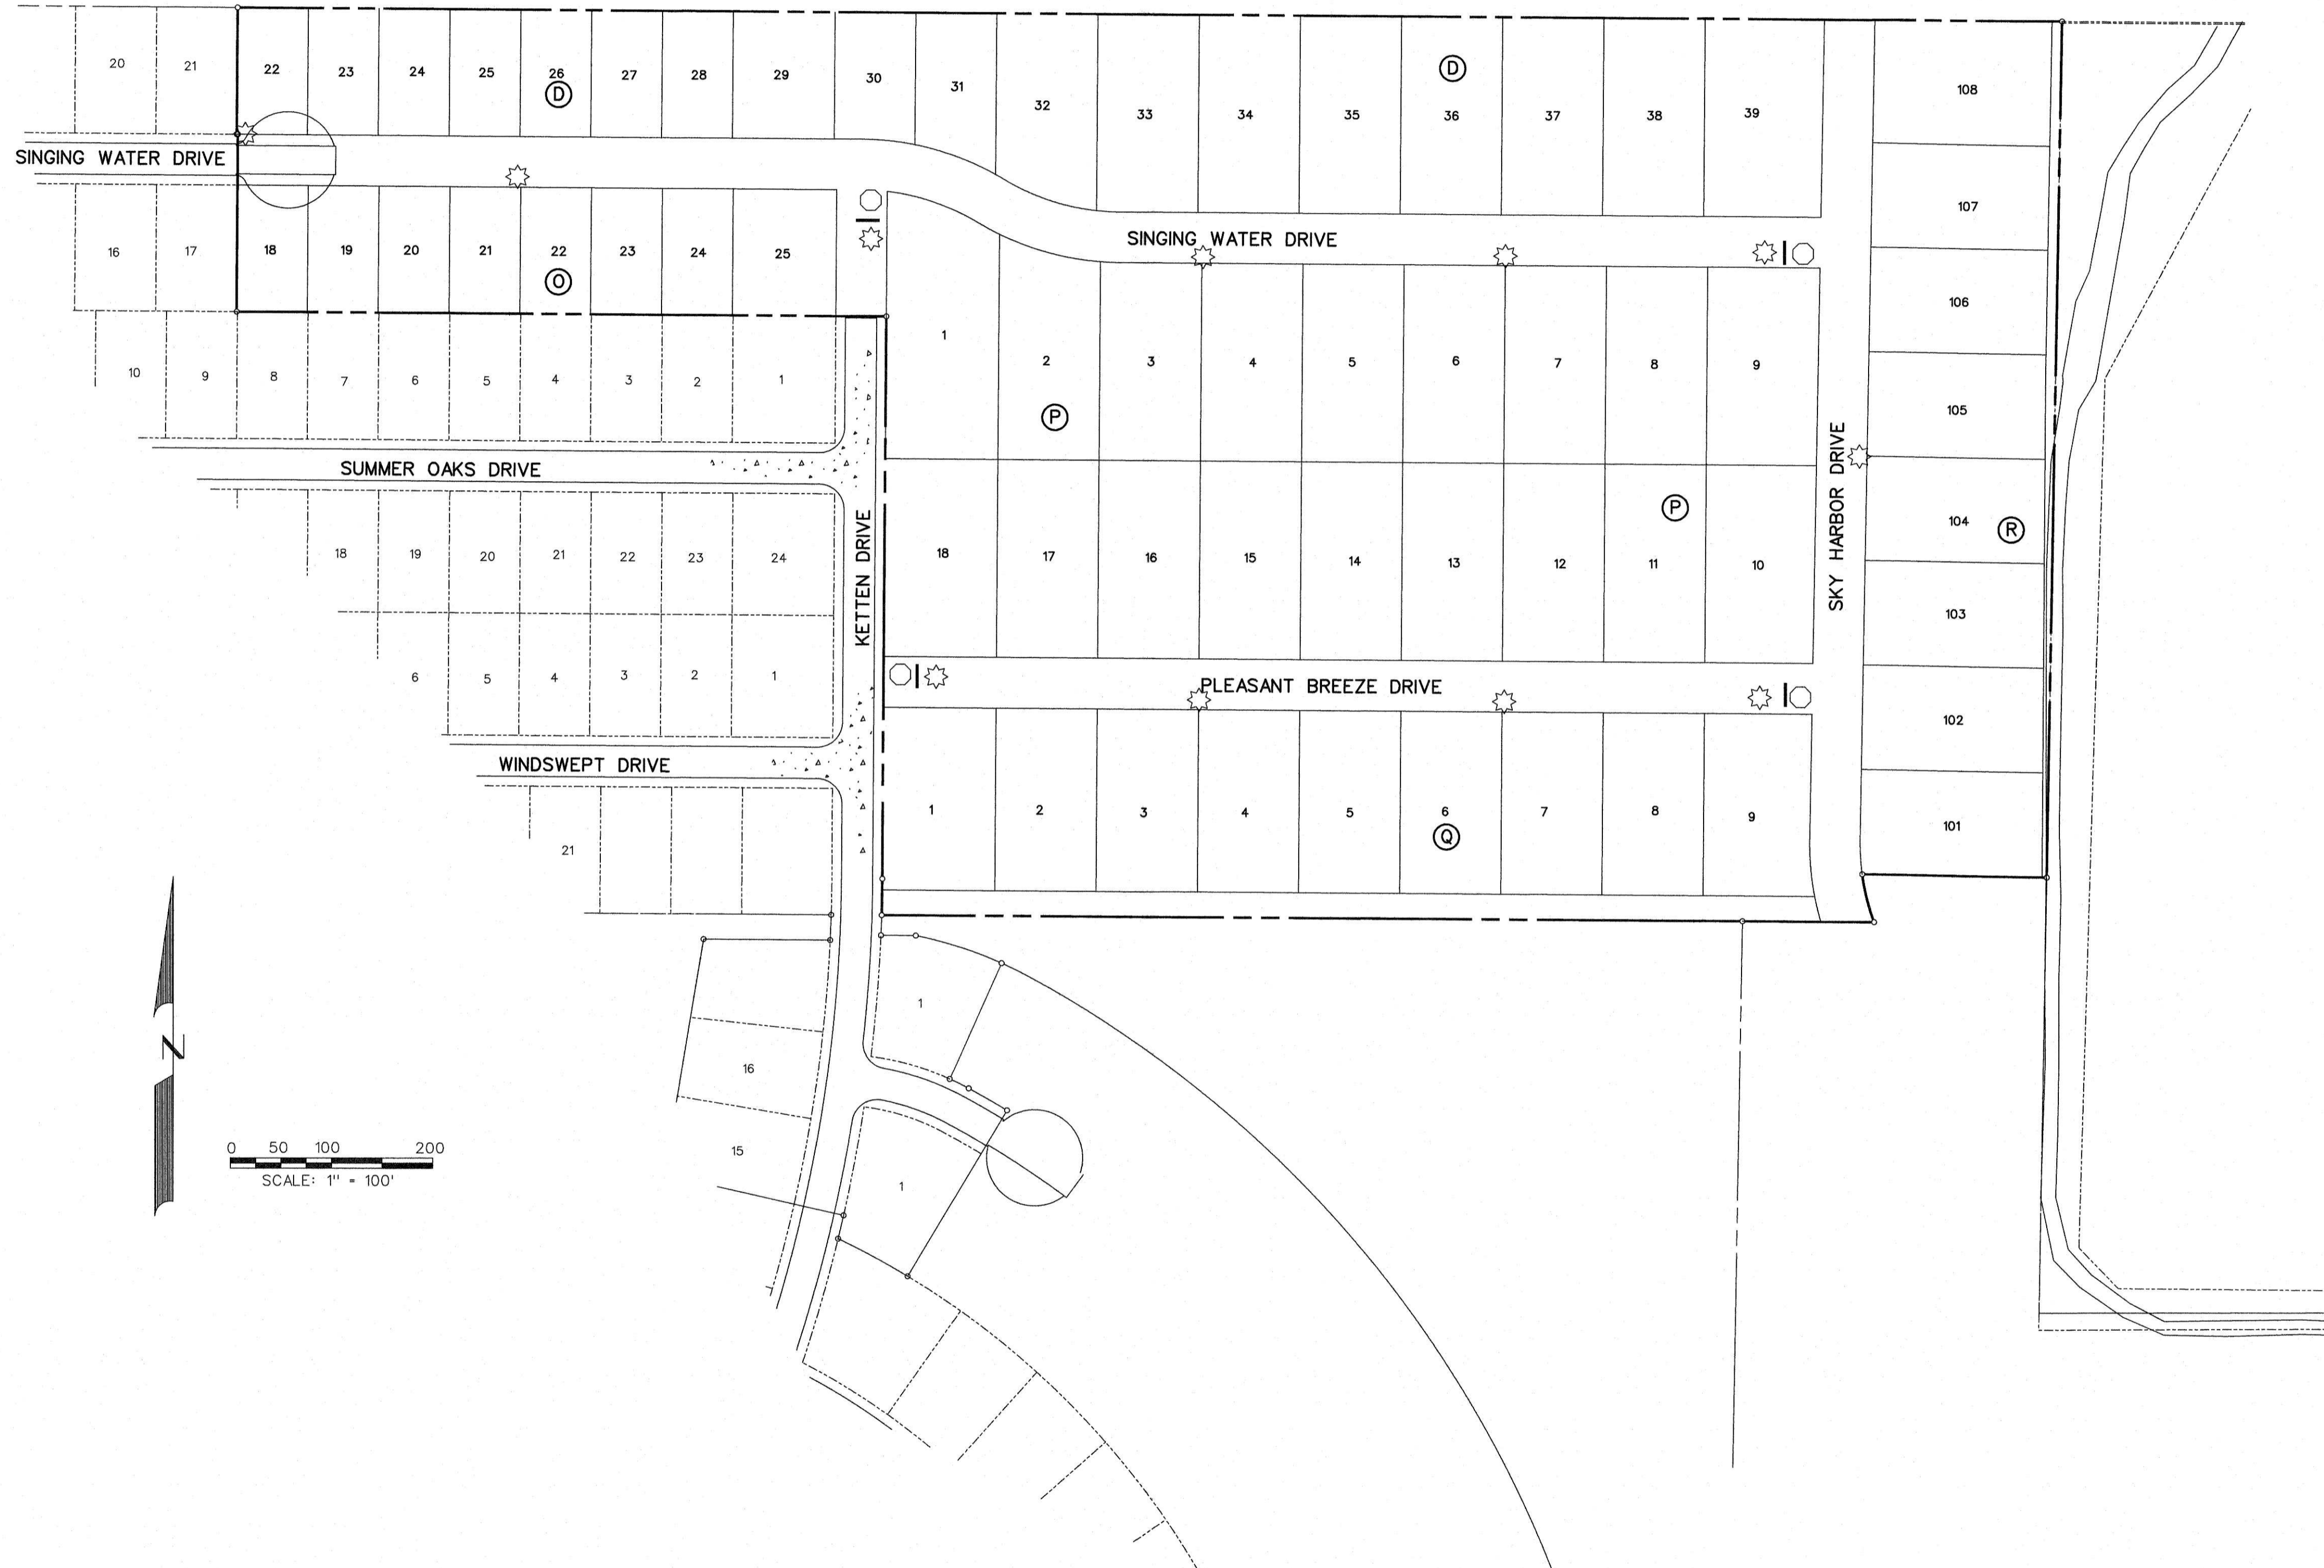 20 21 22 23 24 25 26 27 28 29 30 31 32 33 34 35 36 37 38 39 108
D D
SINGING WATER DRIVE
107
16 17 18 19 20 21 22 23 24 25
O
SINGING WATER DRIVE
106
10 9 8 7 6 5 4 3 2 1
1 2 3 4 5 6 7 8 9
P
105
SUMMER OAKS DRIVE
KETTEN DRIVE
SKY HARBOR DRIVE
P
104 R
18 19 20 21 22 23 24
18 17 16 15 14 13 12 11 10
103
6 5 4 3 2 1
PLEASANT BREEZE DRIVE
102
WINDSWEPT DRIVE
1 2 3 4 5 6 7 8 9
Q
101
21
1
N
16
15
1
0 50 100 200
SCALE: 1" = 100'